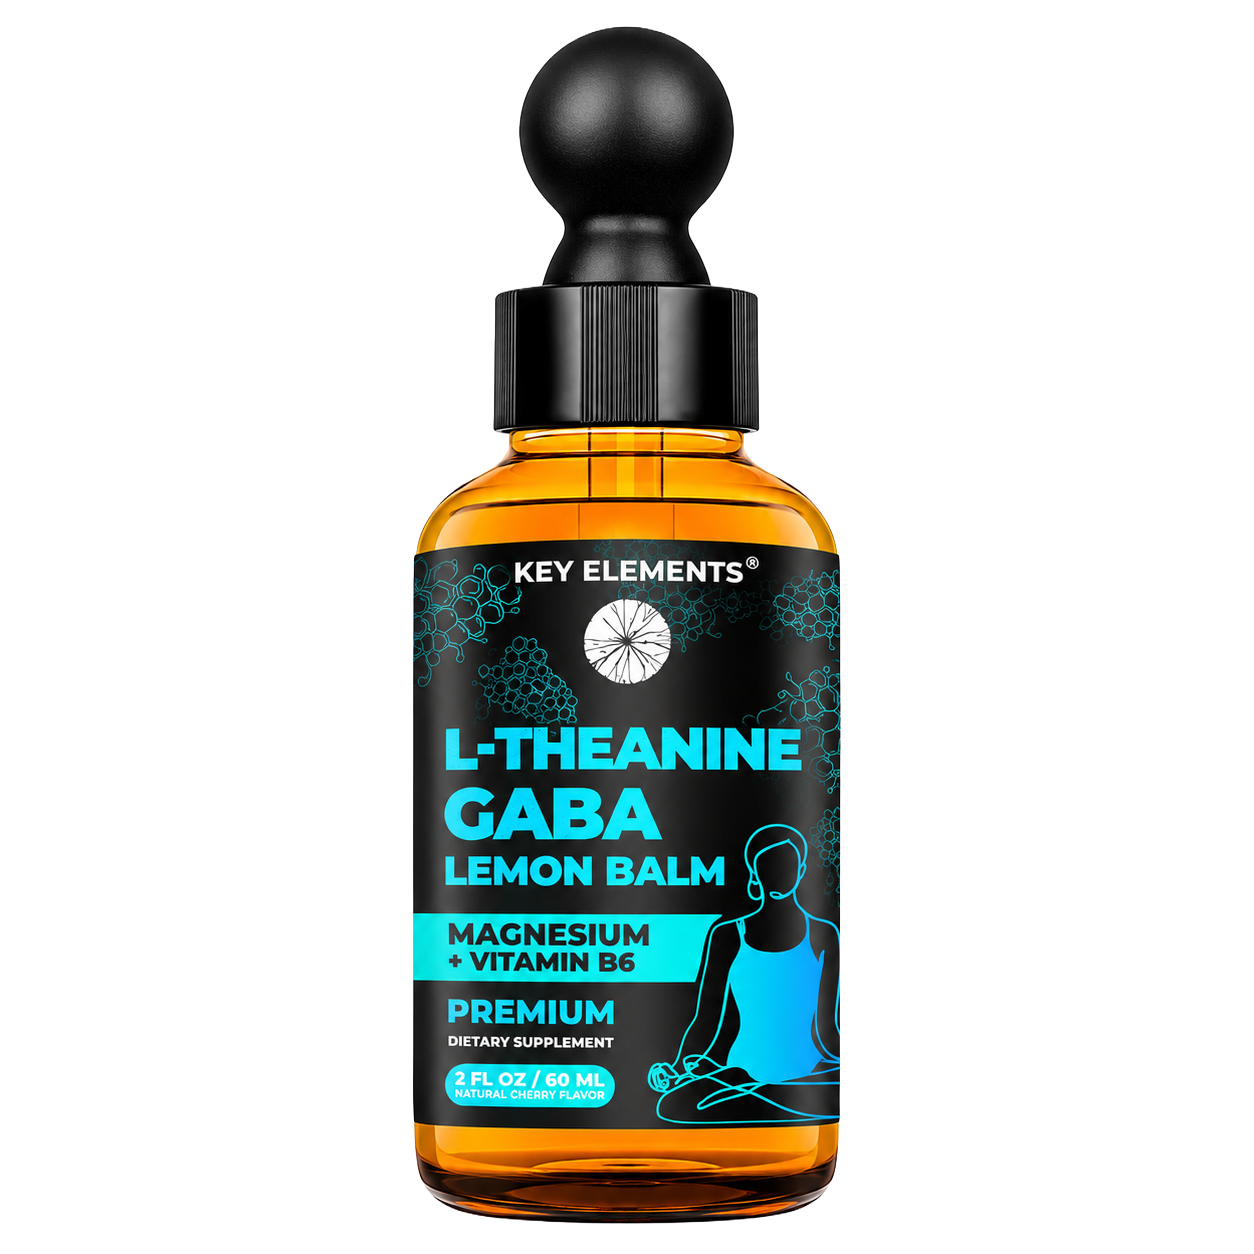 KEY ELEMENTS®
L-THEANINE
GABA
LEMON BALM
MAGNESIUM
+ VITAMIN B6
PREMIUM
DIETARY SUPPLEMENT
2 FL OZ / 60 ML
NATURAL CHERRY FLAVOR